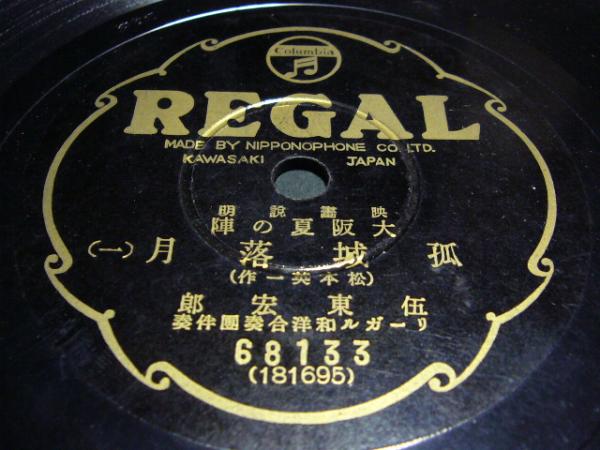 Columbia
REGAL
MADE BY NIPPONOPHONE CO. LTD.
KAWASAKI JAPAN
明說畫映
陣の夏阪大
(一)月落城孤
(作一英本松)
郎宏東伍
奏伴團奏合洋和ルガーリ
68133
(181695)